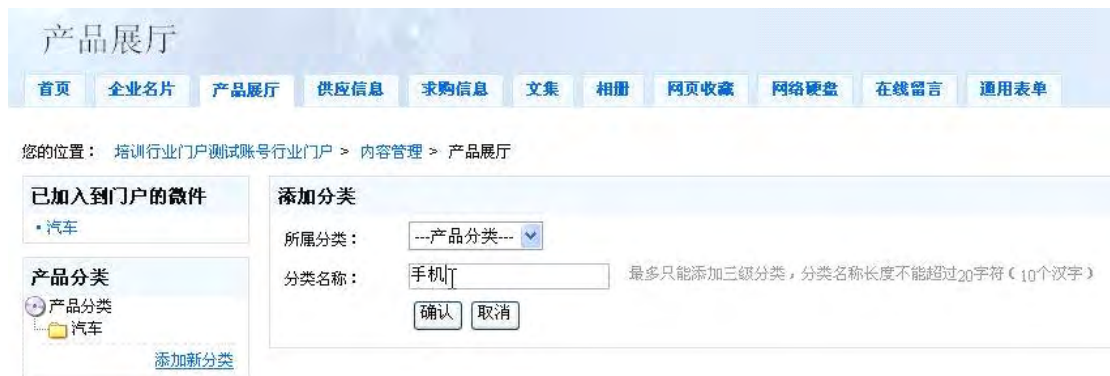 产品展厅
首页 企业名片 产品展厅 供应信息 求购信息 文集 相册 网页收藏 网络硬盘 在线留言 通用表单
您的位置： 培训行业门户测试账号行业门户 > 内容管理 > 产品展厅
已加入到门户的微件
汽车
产品分类
产品分类
汽车
添加新分类
添加分类
所属分类： ---产品分类---
分类名称： 手机 最多只能添加三级分类，分类名称长度不能超过20字符（10个汉字）
确认 取消